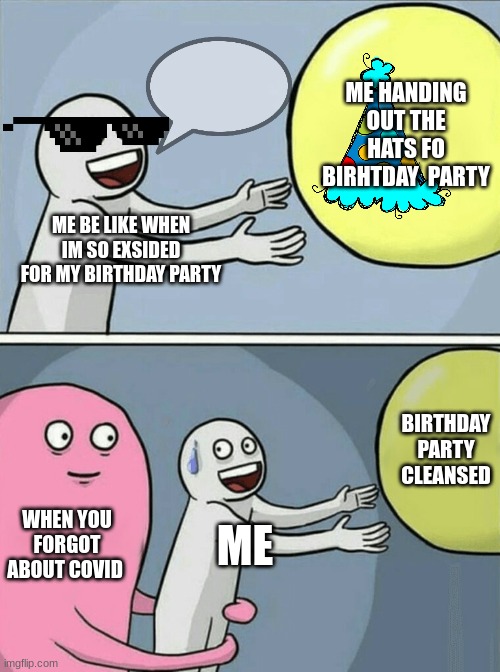 ME HANDING
OUT THE
HATS FO
BIRHTDAY PARTY
ME BE LIKE WHEN
IM SO EXSIDED
FOR MY BIRTHDAY PARTY
BIRTHDAY
PARTY
CLEANSED
WHEN YOU
FORGOT
ABOUT COVID
ME
imgflip.com